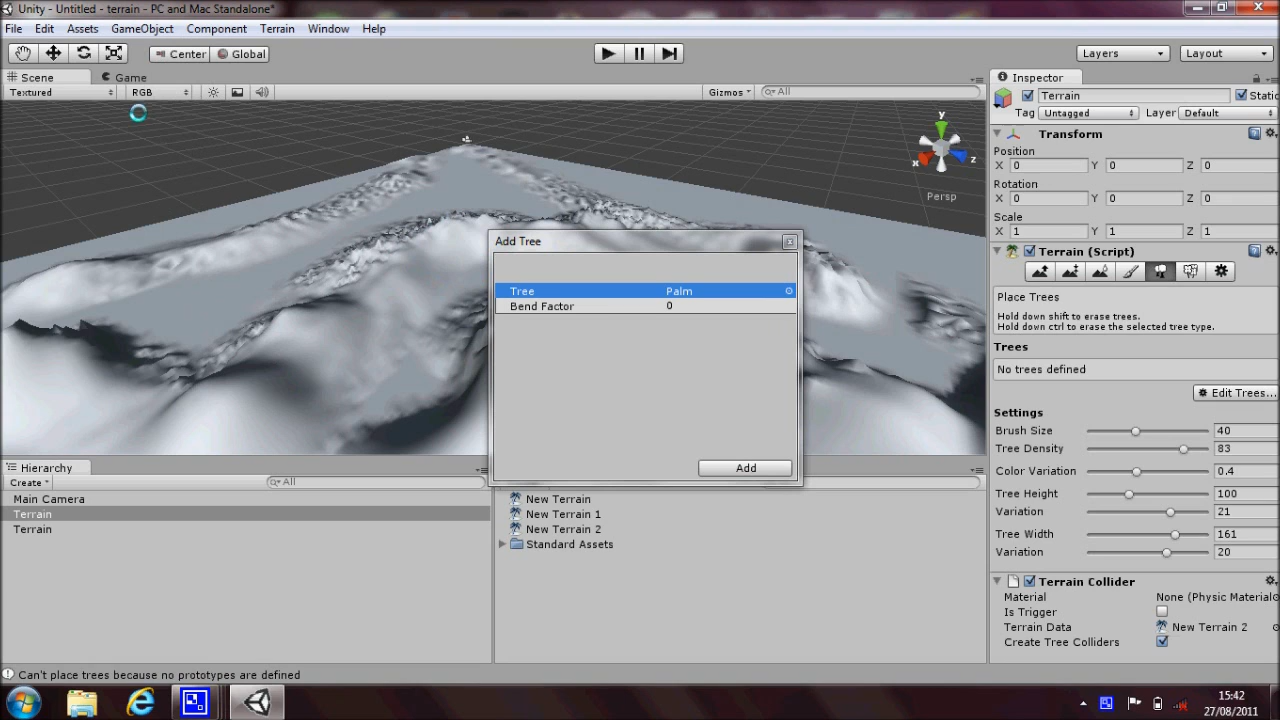 Unity - Untitled - terrain - PC and Mac Standalone*
File Edit Assets GameObject Component Terrain Window Help
Center Global Layers Layout
Scene Game
Textured RGB Gizmos All
y
x z
Persp
Inspector
Terrain Static
Tag Untagged Layer Default
Transform
Position
X 0 Y 0 Z 0
Rotation
X 0 Y 0 Z 0
Scale
X 1 Y 1 Z 1
Terrain (Script)
Place Trees
Hold down shift to erase trees.
Hold down ctrl to erase the selected tree type.
Trees
No trees defined
Edit Trees...
Settings
Brush Size 40
Tree Density 83
Color Variation 0.4
Tree Height 100
Variation 21
Tree Width 161
Variation 20
Terrain Collider
Material None (Physic Material
Is Trigger
Terrain Data New Terrain 2
Create Tree Colliders
Add Tree
Tree Palm
Bend Factor 0
Add
Hierarchy
Create All
Main Camera
Terrain
Terrain
New Terrain
New Terrain 1
New Terrain 2
Standard Assets
Can't place trees because no prototypes are defined
15:42
27/08/2011